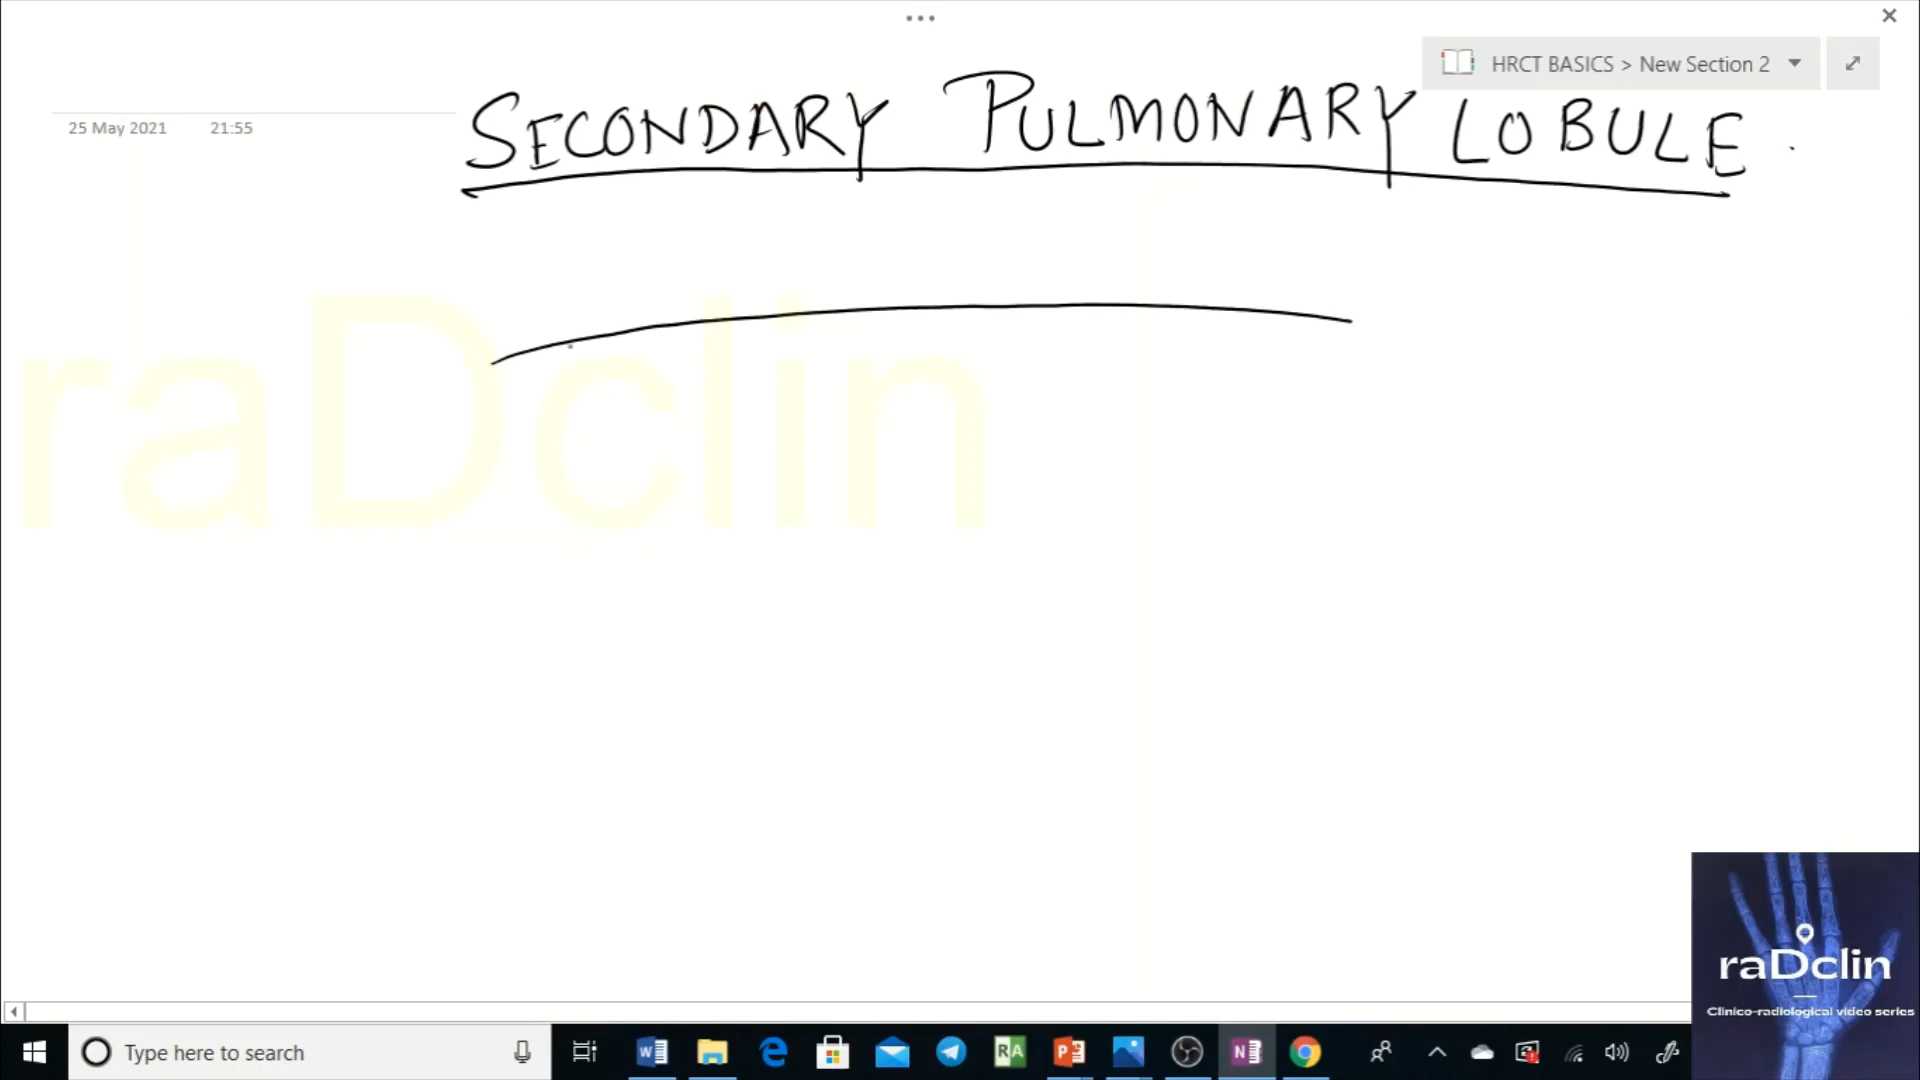 HRCT BASICS > New Section 2
SECONDARY PULMONARY LOBULE.
25 May 2021 21:55
raDclin
raDclin
Clinico-radiological video series
Type here to search